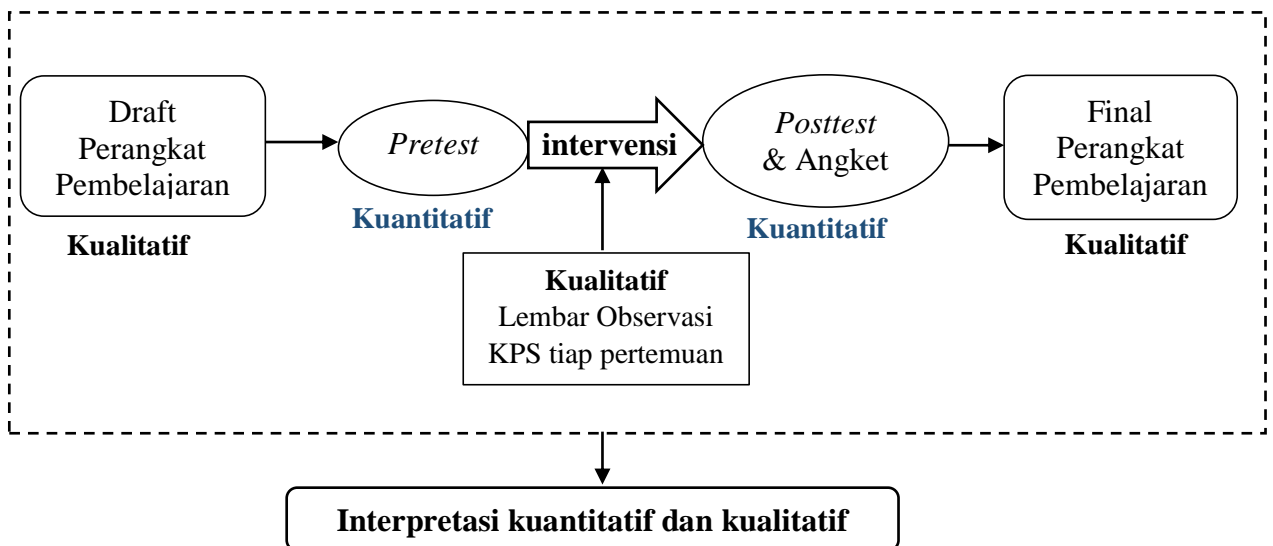 Draft
Perangkat
Pembelajaran
Kualitatif
Pretest
Kuantitatif
intervensi
Kualitatif
Lembar Observasi
KPS tiap pertemuan
Posttest
& Angket
Kuantitatif
Final
Perangkat
Pembelajaran
Kualitatif
Interpretasi kuantitatif dan kualitatif